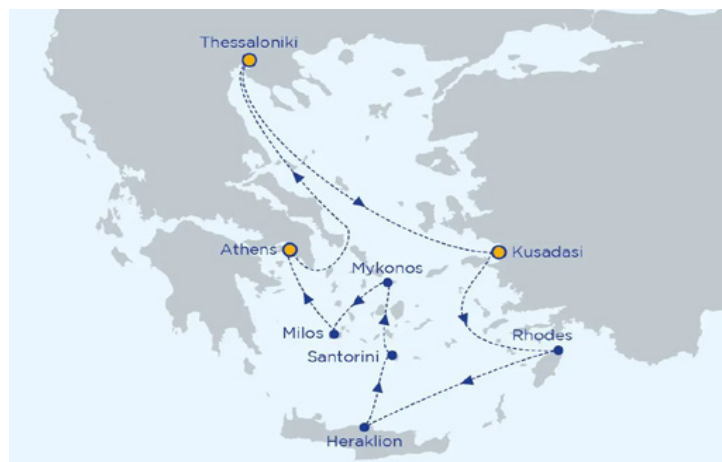 Thessaloniki
Athens
Kusadasi
Mykonos
Milos
Rhodes
Santorini
Heraklion